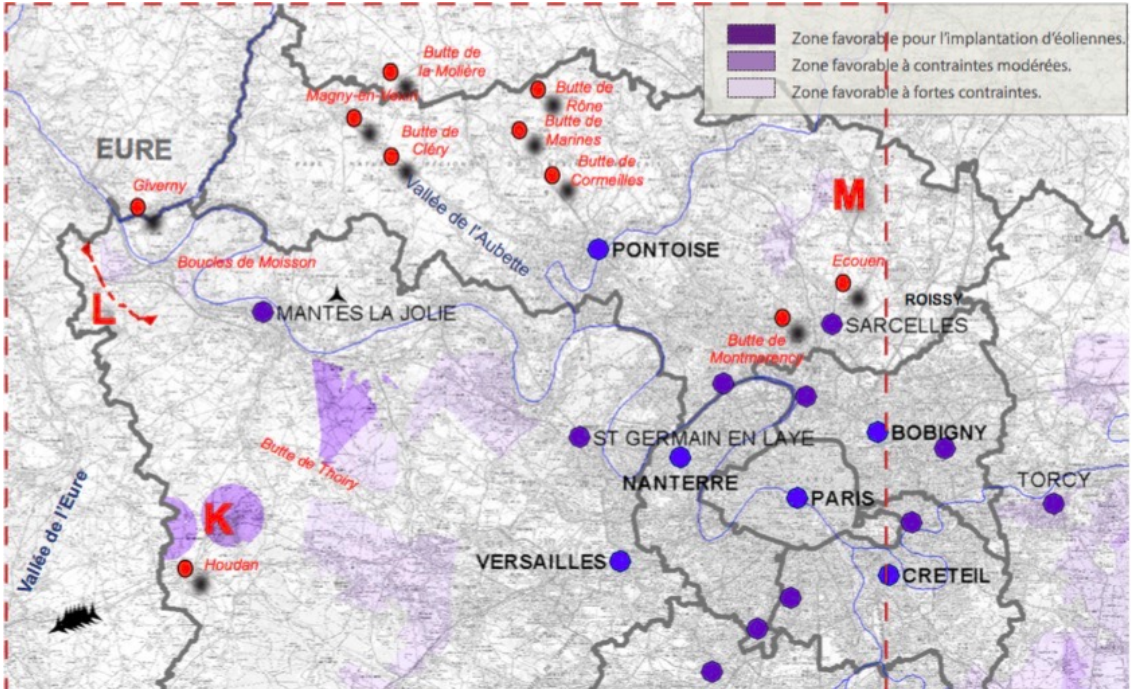 Zone favorable pour l'implantation d'éoliennes.
Zone favorable à contraintes modérées.
Zone favorable à fortes contraintes.
Butte de
la Molière
Butte de
Rône
Butte de
Cléry
Butte de
Marines
Butte de
Cormeilles
EURE
Giverny
Vallée de l'Aubette
M
PONTOISE
Boucles de Moisson
Ecouen
L
MANTES LA JOLIE
ROISSY
SARCELLES
Butte de
Montmorency
ST GERMAIN EN LAYE
BOBIGNY
Butte de Thoiry
NANTERRE
PARIS
TORCY
Vallée de l'Eure
K
VERSAILLES
Houdan
CRETEIL